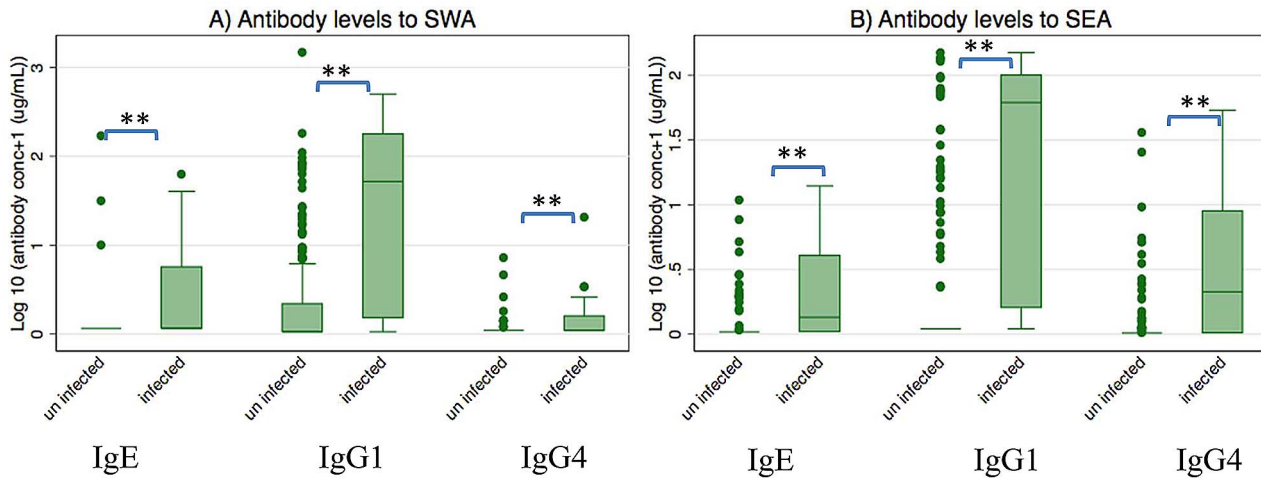 A) Antibody levels to SWA
Log 10 (antibody conc+1 (ug/mL))
3
2
1
0
**
**
**
un infected
infected
un infected
infected
un infected
infected
IgE
IgG1
IgG4
B) Antibody levels to SEA
Log 10 (antibody conc+1 (ug/mL))
2
1.5
1
.5
0
**
**
**
un infected
infected
un infected
infected
un infected
infected
IgE
IgG1
IgG4